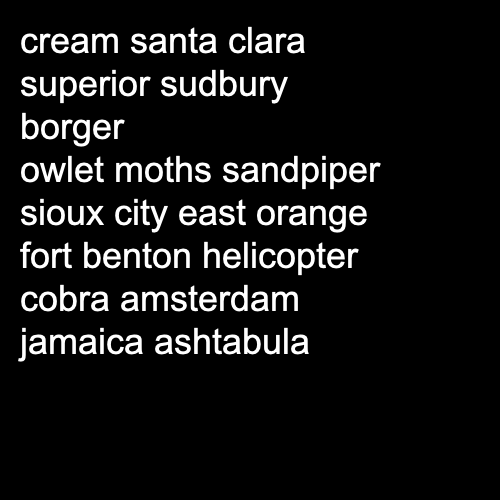 cream santa clara
superior sudbury
borger
owlet moths sandpiper
sioux city east orange
fort benton helicopter
cobra amsterdam
jamaica ashtabula